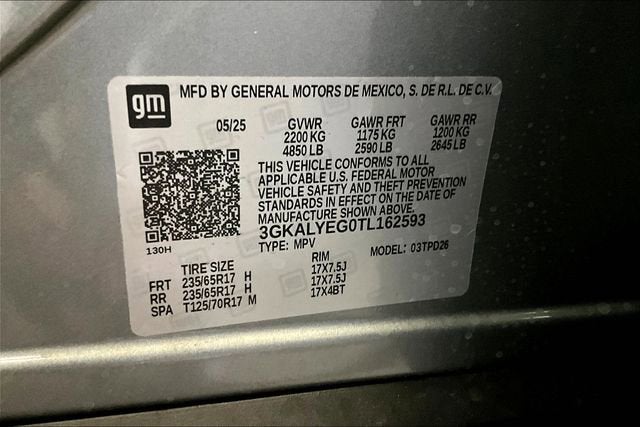 gm MFD BY GENERAL MOTORS DE MEXICO, S. DE R.L. DE C.V.
05/25 GVWR GAWR FRT GAWR RR
2200 KG 1175 KG 1200 KG
4850 LB 2590 LB 2645 LB
THIS VEHICLE CONFORMS TO ALL
APPLICABLE U.S. FEDERAL MOTOR
VEHICLE SAFETY AND THEFT PREVENTION
STANDARDS IN EFFECT ON THE DATE OF
MANUFACTURE SHOWN ABOVE.
3GKALYEG0TL162593
130H TYPE: MPV MODEL: 03TPD26
TIRE SIZE RIM
FRT 235/65R17 H 17X7.5J
RR 235/65R17 H 17X7.5J
SPA T125/70R17 M 17X4BT